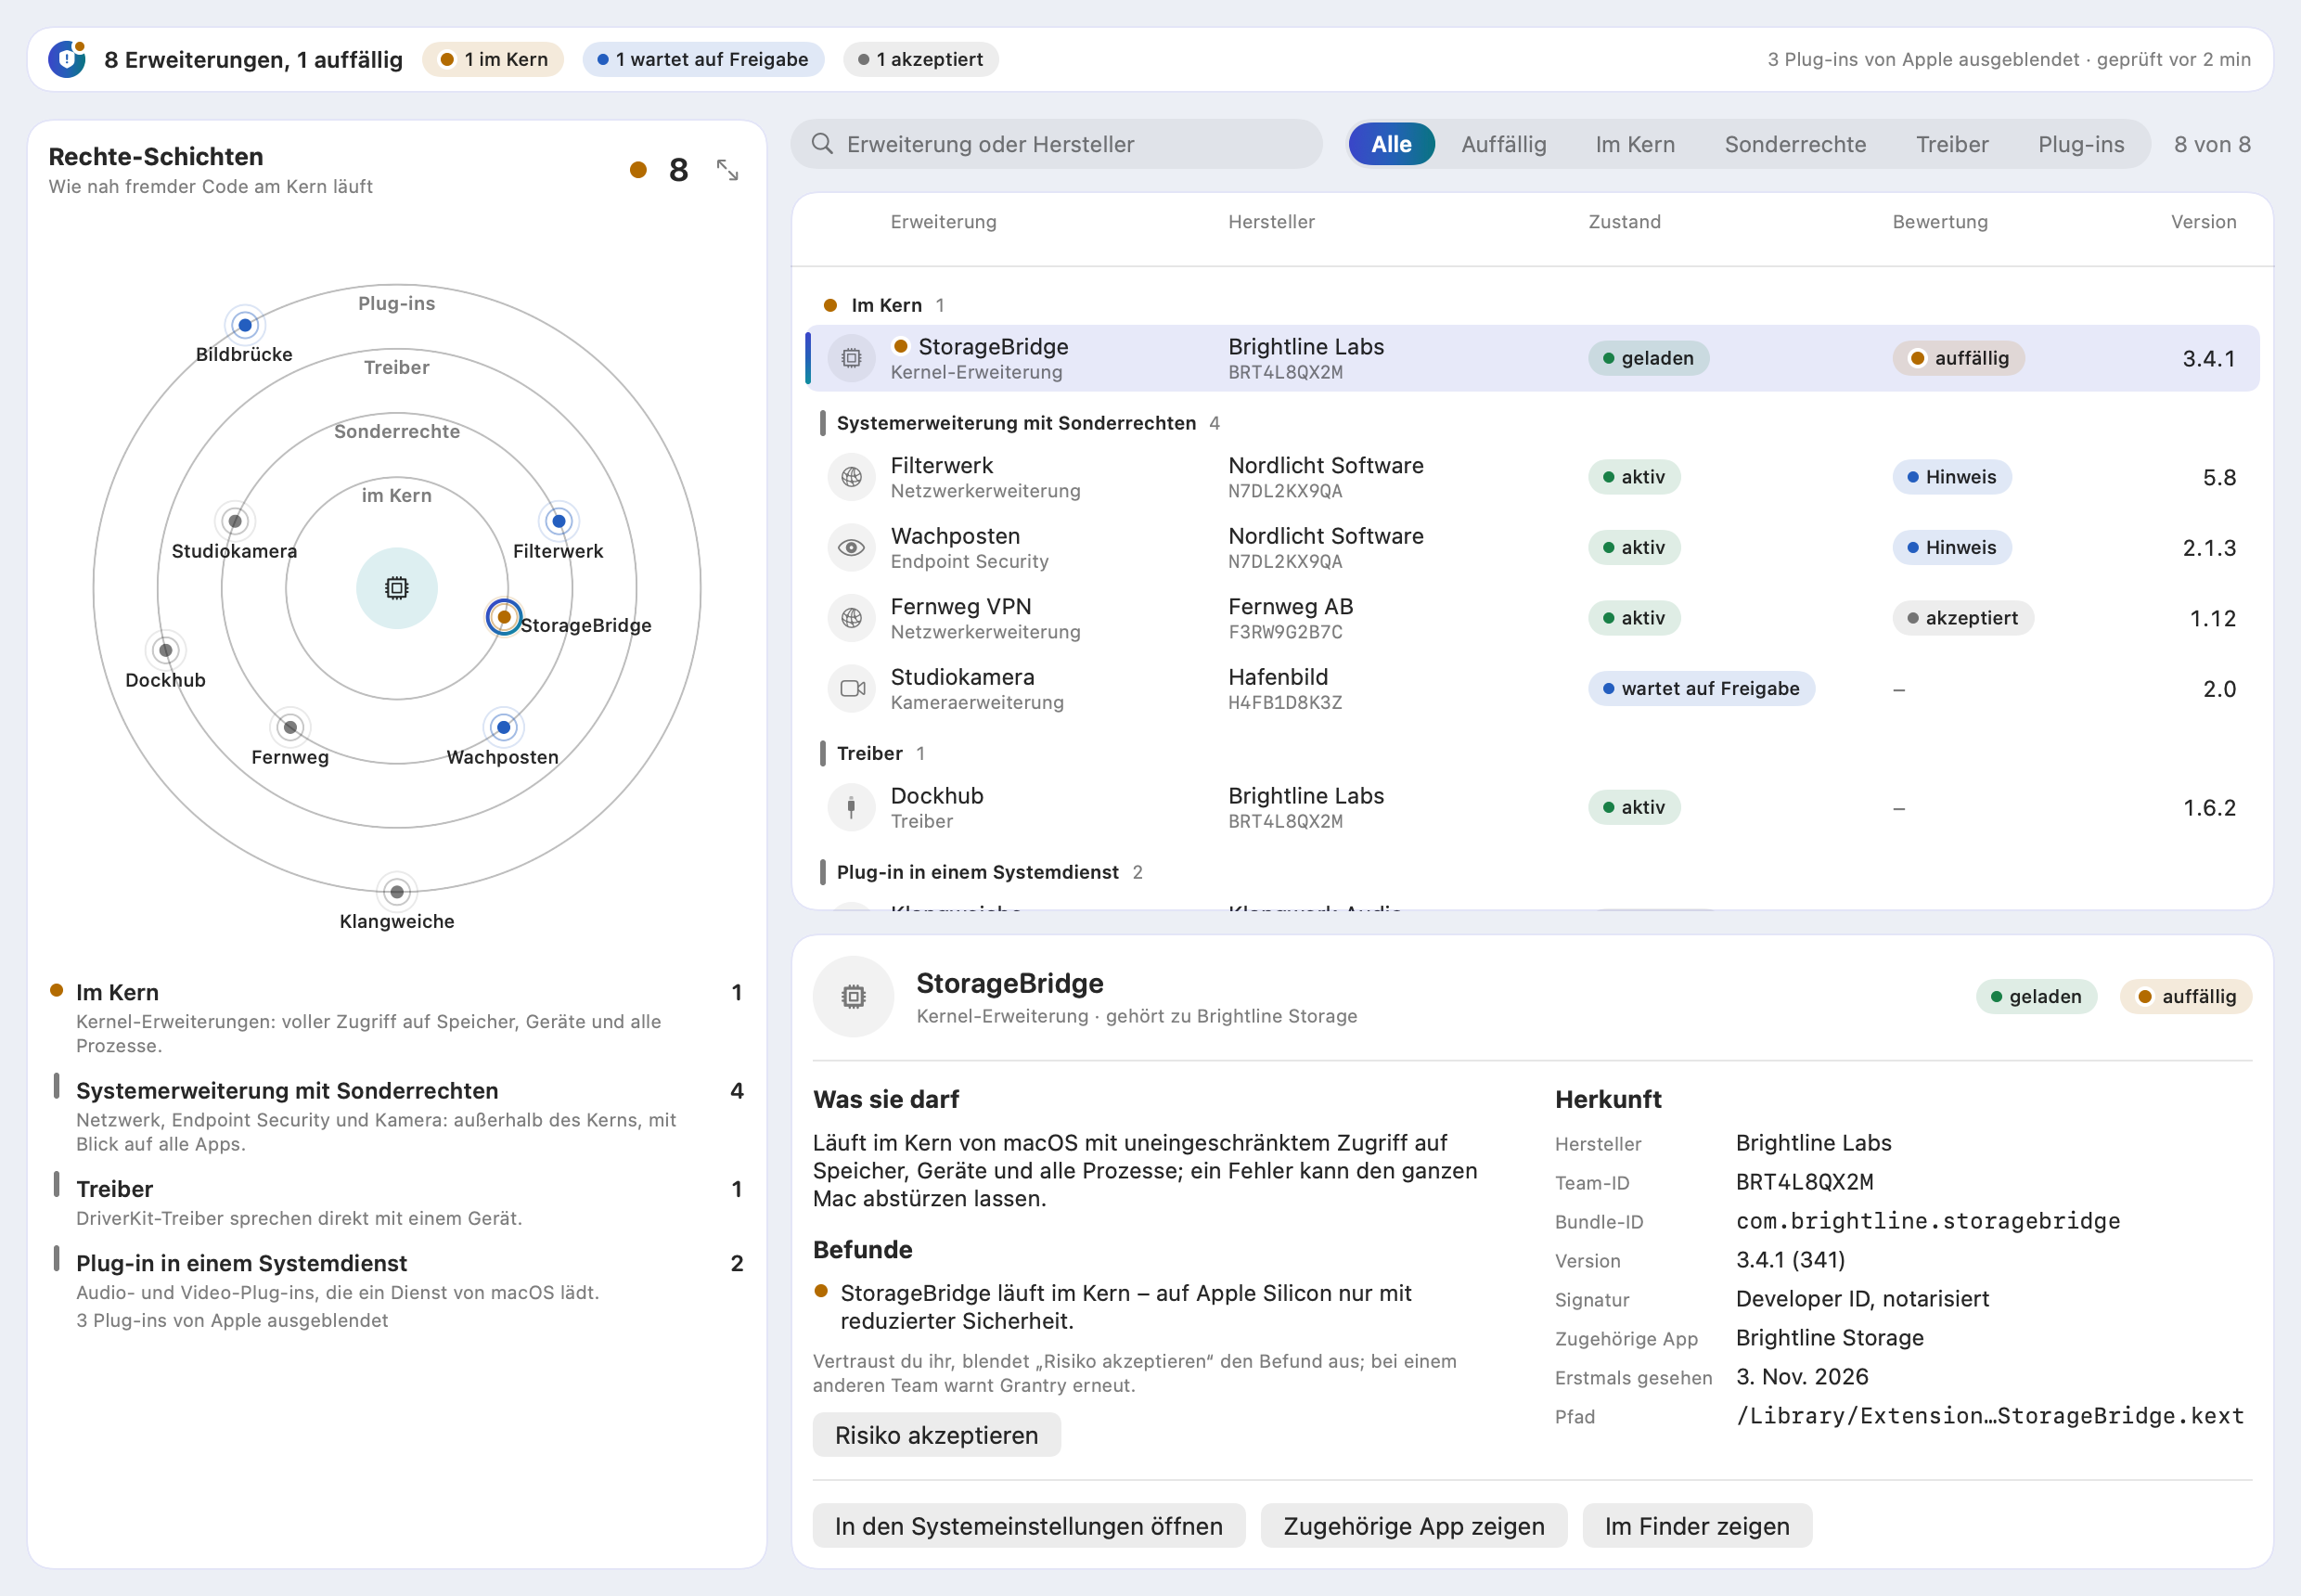 8 Erweiterungen, 1 auffällig
1 im Kern
1 wartet auf Freigabe
1 akzeptiert
3 Plug-ins von Apple ausgeblendet · geprüft vor 2 min
Rechte-Schichten
Wie nah fremder Code am Kern läuft
8
Plug-ins
Bildbrücke
Treiber
Sonderrechte
im Kern
Studiokamera
Filterwerk
StorageBridge
Dockhub
Fernweg
Wachposten
Klangweiche
Im Kern 1
Kernel-Erweiterungen: voller Zugriff auf Speicher, Geräte und alle
Prozesse.
Systemerweiterung mit Sonderrechten 4
Netzwerk, Endpoint Security und Kamera: außerhalb des Kerns, mit
Blick auf alle Apps.
Treiber 1
DriverKit-Treiber sprechen direkt mit einem Gerät.
Plug-in in einem Systemdienst 2
Audio- und Video-Plug-ins, die ein Dienst von macOS lädt.
3 Plug-ins von Apple ausgeblendet
Erweiterung oder Hersteller
Alle Auffällig Im Kern Sonderrechte Treiber Plug-ins
8 von 8
Erweiterung Hersteller Zustand Bewertung Version
Im Kern 1
StorageBridge Brightline Labs geladen auffällig 3.4.1
Kernel-Erweiterung BRT4L8QX2M
Systemerweiterung mit Sonderrechten 4
Filterwerk Nordlicht Software aktiv Hinweis 5.8
Netzwerkerweiterung N7DL2KX9QA
Wachposten Nordlicht Software aktiv Hinweis 2.1.3
Endpoint Security N7DL2KX9QA
Fernweg VPN Fernweg AB aktiv akzeptiert 1.12
Netzwerkerweiterung F3RW9G2B7C
Studiokamera Hafenbild wartet auf Freigabe – 2.0
Kameraerweiterung H4FB1D8K3Z
Treiber 1
Dockhub Brightline Labs aktiv – 1.6.2
Treiber BRT4L8QX2M
Plug-in in einem Systemdienst 2
StorageBridge
Kernel-Erweiterung · gehört zu Brightline Storage
geladen
auffällig
Was sie darf
Läuft im Kern von macOS mit uneingeschränktem Zugriff auf
Speicher, Geräte und alle Prozesse; ein Fehler kann den ganzen
Mac abstürzen lassen.
Befunde
StorageBridge läuft im Kern – auf Apple Silicon nur mit
reduzierter Sicherheit.
Vertraust du ihr, blendet „Risiko akzeptieren“ den Befund aus; bei einem
anderen Team warnt Grantry erneut.
Risiko akzeptieren
Herkunft
Hersteller Brightline Labs
Team-ID BRT4L8QX2M
Bundle-ID com.brightline.storagebridge
Version 3.4.1 (341)
Signatur Developer ID, notarisiert
Zugehörige App Brightline Storage
Erstmals gesehen 3. Nov. 2026
Pfad /Library/Extension…StorageBridge.kext
In den Systemeinstellungen öffnen
Zugehörige App zeigen
Im Finder zeigen